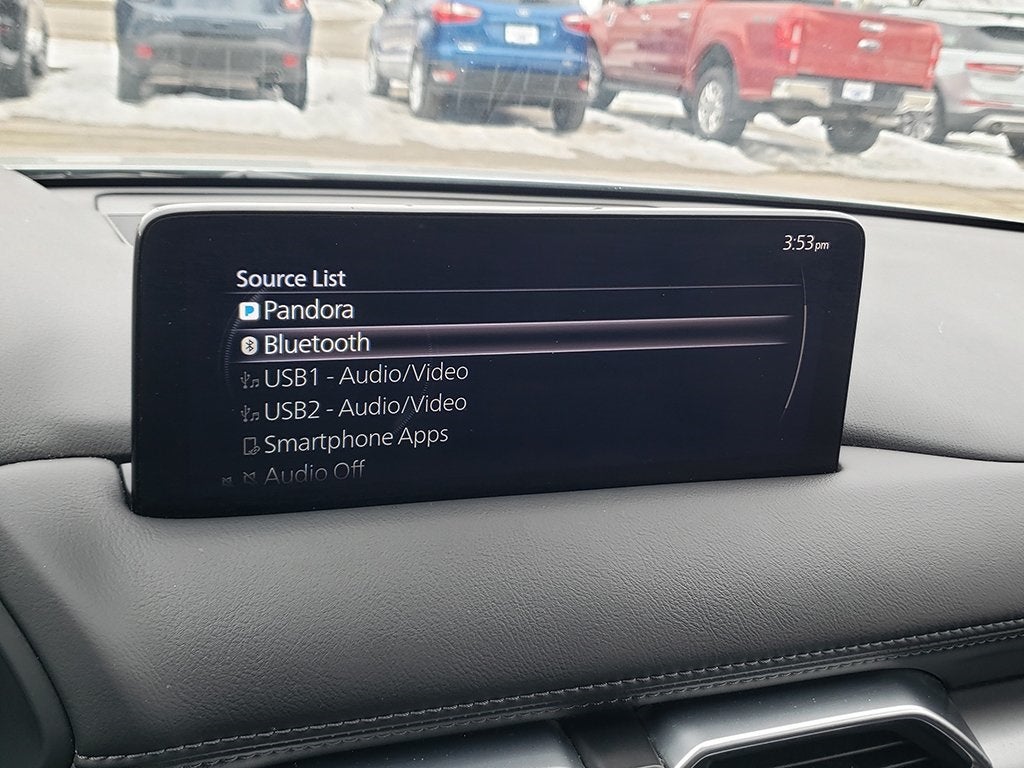 3:53pm
Source List
Pandora
Bluetooth
USB1 - Audio/Video
USB2 - Audio/Video
Smartphone Apps
Audio Off